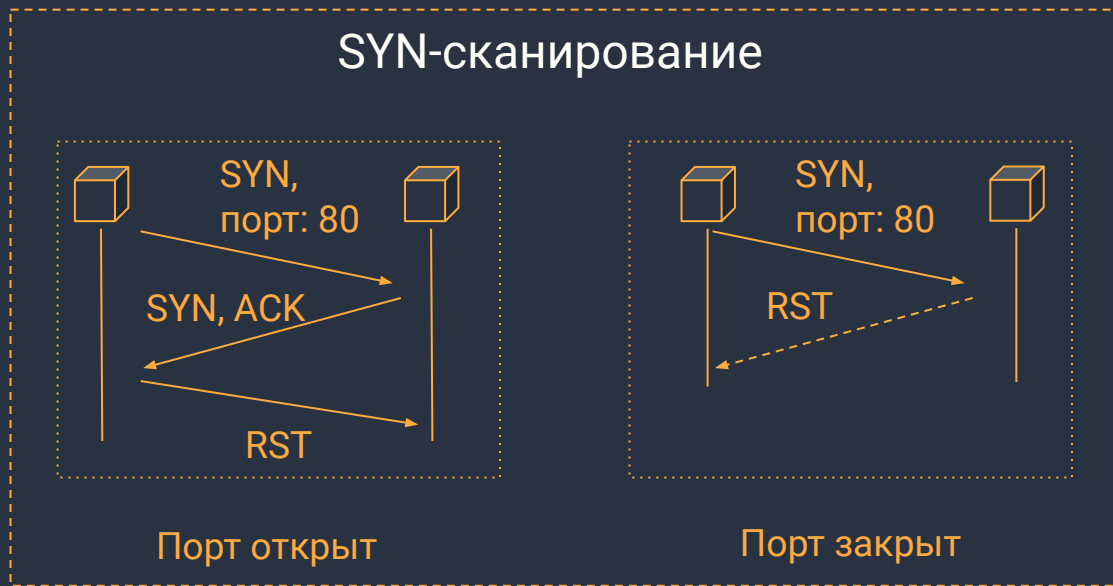 SYN-сканирование
SYN,
порт: 80
SYN, ACK
RST
Порт открыт
SYN,
порт: 80
RST
Порт закрыт